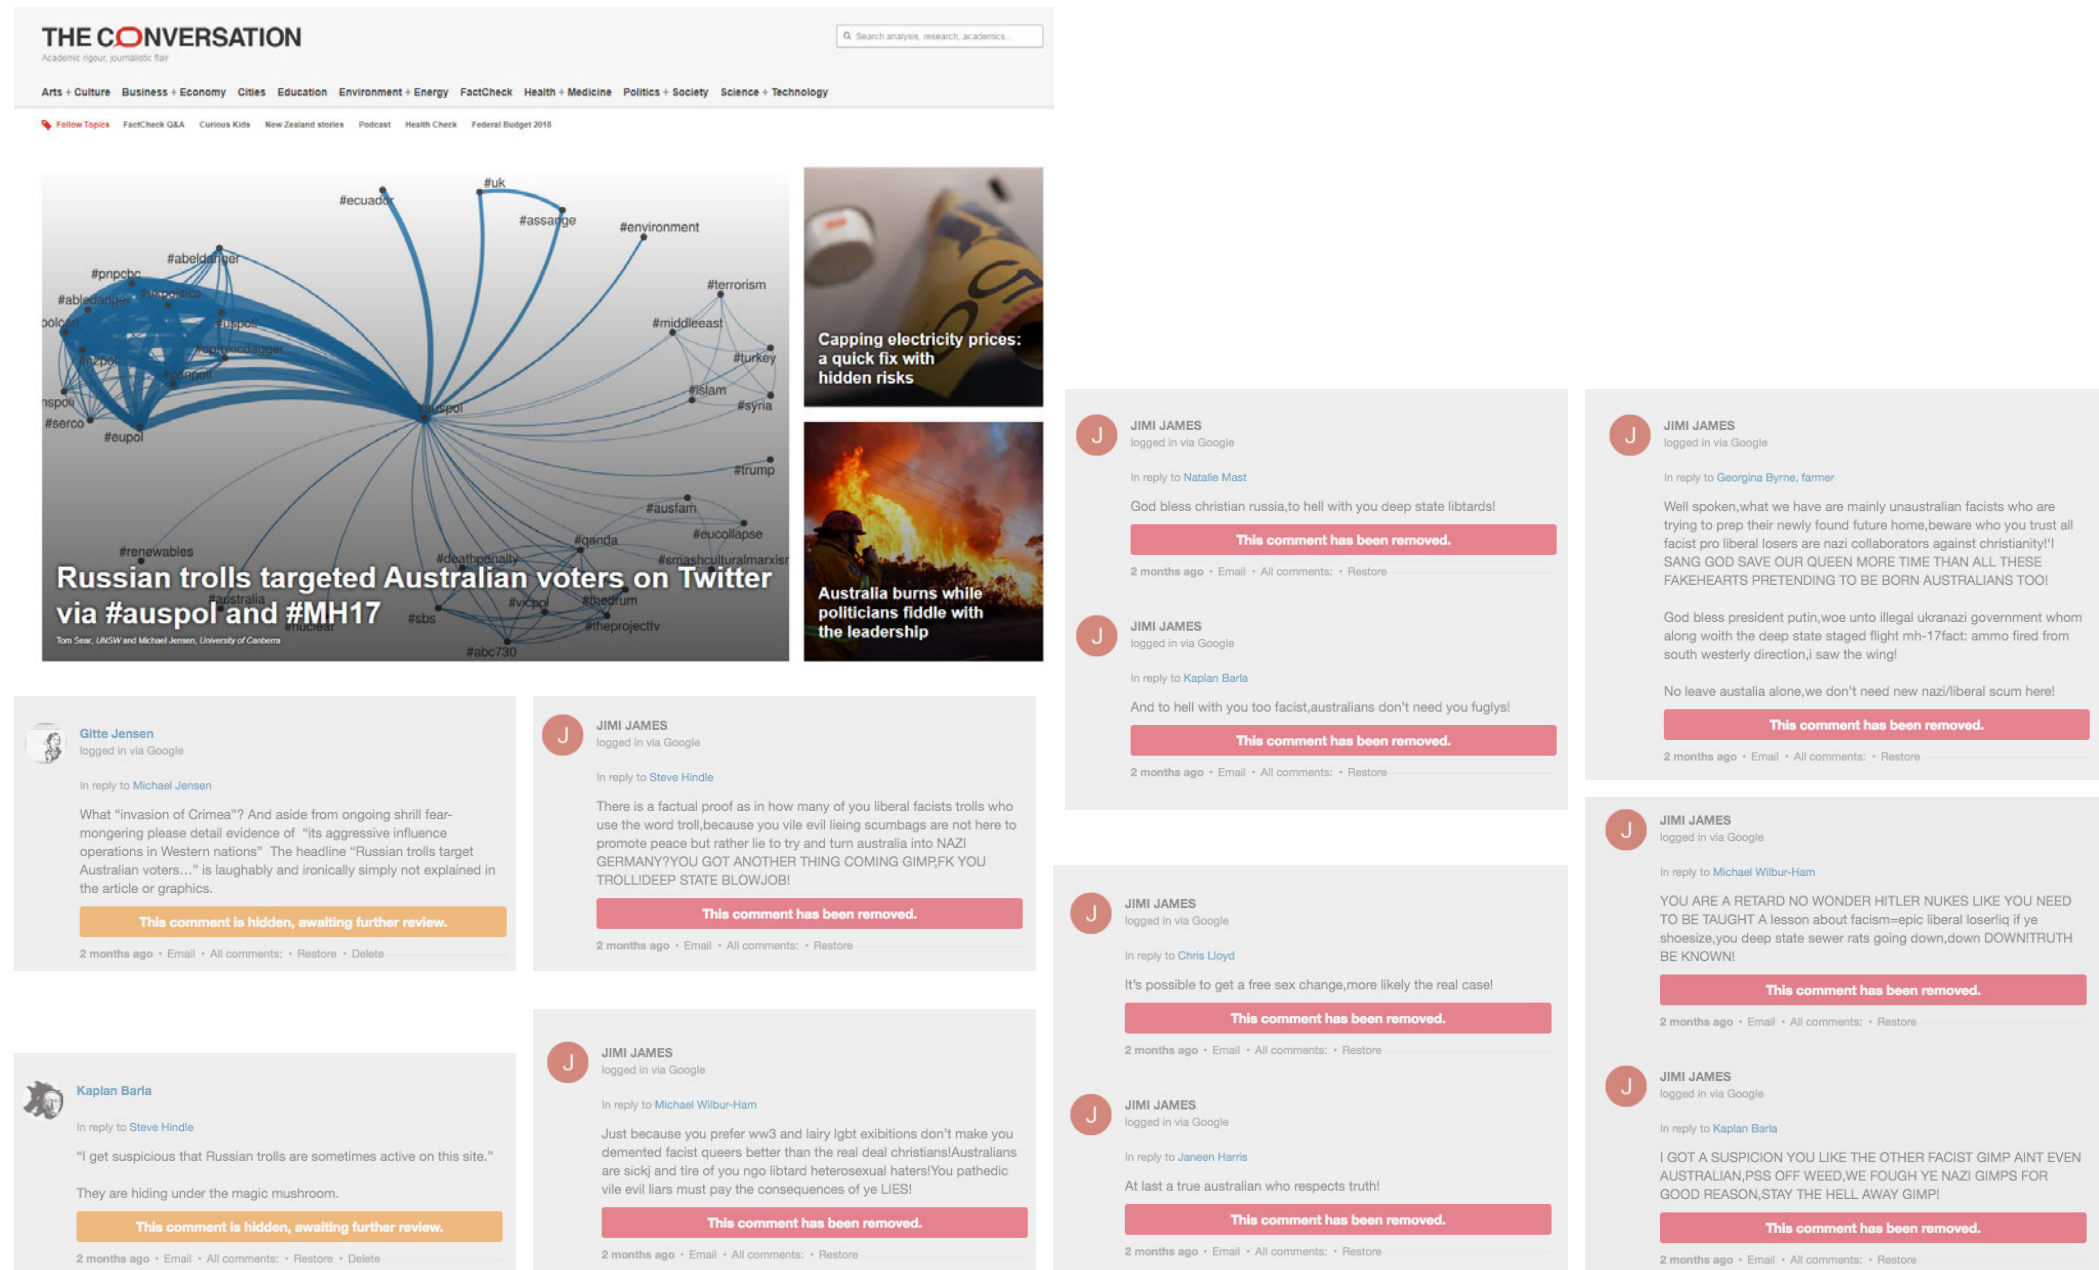 THE CONVERSATION
Academic rigour, journalistic flair
Search analysis, research, academics...
Arts + Culture Business + Economy Cities Education Environment + Energy FactCheck Health + Medicine Politics + Society Science + Technology
Follow Topics FactCheck Q&A Curious Kids New Zealand stories Podcast Health Check Federal Budget 2018
#uk
#ecuador
#assange
#environment
#abeldanger
#pnpcbc
#terrorism
#abledanger
#ukpolitics
#uspoli
#middleeast
#opltoxicdagger
#turkey
#nzpol
#canpoli
#islam
#syria
nspoli
#auspol
#serco
#eupol
#trump
#ausfam
#eucollapse
#qanda
#renewables
#deathpenalty
#smashculturalmarxisr
Russian trolls targeted Australian voters on Twitter
via #auspol and #MH17
#australia
#nuclear
#sbs
#vicpol
#thedrum
#theprojecttv
#abc730
Tom Sear, UNSW and Michael Jensen, University of Canberra
Capping electricity prices:
a quick fix with
hidden risks
Australia burns while
politicians fiddle with
the leadership
Gitte Jensen
logged in via Google
In reply to Michael Jensen
What “invasion of Crimea”? And aside from ongoing shrill fear-
mongering please detail evidence of “its aggressive influence
operations in Western nations” The headline “Russian trolls target
Australian voters...” is laughably and ironically simply not explained in
the article or graphics.
This comment is hidden, awaiting further review.
2 months ago • Email • All comments: • Restore • Delete
Kaplan Barla
In reply to Steve Hindle
“I get suspicious that Russian trolls are sometimes active on this site.”
They are hiding under the magic mushroom.
This comment is hidden, awaiting further review.
2 months ago • Email • All comments: • Restore • Delete
J
JIMI JAMES
logged in via Google
In reply to Steve Hindle
There is a factual proof as in how many of you liberal facists trolls who
use the word troll,because you vile evil lieing scumbags are not here to
promote peace but rather lie to try and turn australia into NAZI
GERMANY?YOU GOT ANOTHER THING COMING GIMP,FK YOU
TROLL!DEEP STATE BLOWJOB!
This comment has been removed.
2 months ago • Email • All comments: • Restore
J
JIMI JAMES
logged in via Google
In reply to Michael Wilbur-Ham
Just because you prefer ww3 and lairy lgbt exibitions don't make you
demented facist queers better than the real deal christians!Australians
are sickj and tire of you ngo libtard heterosexual haters!You pathedic
vile evil liars must pay the consequences of ye LIES!
This comment has been removed.
2 months ago • Email • All comments: • Restore
J
JIMI JAMES
logged in via Google
In reply to Natalie Mast
God bless christian russia,to hell with you deep state libtards!
This comment has been removed.
2 months ago • Email • All comments: • Restore
J
JIMI JAMES
logged in via Google
In reply to Kaplan Barla
And to hell with you too facist,australians don't need you fuglys!
This comment has been removed.
2 months ago • Email • All comments: • Restore
J
JIMI JAMES
logged in via Google
In reply to Chris Lloyd
It's possible to get a free sex change,more likely the real case!
This comment has been removed.
2 months ago • Email • All comments: • Restore
J
JIMI JAMES
logged in via Google
In reply to Janeen Harris
At last a true australian who respects truth!
This comment has been removed.
2 months ago • Email • All comments: • Restore
J
JIMI JAMES
logged in via Google
In reply to Georgina Byrne, farmer
Well spoken,what we have are mainly unaustralian facists who are
trying to prep their newly found future home,beware who you trust all
facist pro liberal losers are nazi collaborators against christianity!'I
SANG GOD SAVE OUR QUEEN MORE TIME THAN ALL THESE
FAKEHEARTS PRETENDING TO BE BORN AUSTRALIANS TOO!
God bless president putin,woe unto illegal ukranazi government whom
along woith the deep state staged flight mh-17fact: ammo fired from
south westerly direction,i saw the wing!
No leave austalia alone,we don't need new nazi/liberal scum here!
This comment has been removed.
2 months ago • Email • All comments: • Restore
J
JIMI JAMES
logged in via Google
In reply to Michael Wilbur-Ham
YOU ARE A RETARD NO WONDER HITLER NUKES LIKE YOU NEED
TO BE TAUGHT A lesson about facism=epic liberal loser!iq if ye
shoesize,you deep state sewer rats going down,down DOWN!TRUTH
BE KNOWN!
This comment has been removed.
2 months ago • Email • All comments: • Restore
J
JIMI JAMES
logged in via Google
In reply to Kaplan Barla
I GOT A SUSPICION YOU LIKE THE OTHER FACIST GIMP AINT EVEN
AUSTRALIAN,PSS OFF WEED,WE FOUGH YE NAZI GIMPS FOR
GOOD REASON,STAY THE HELL AWAY GIMP!
This comment has been removed.
2 months ago • Email • All comments: • Restore